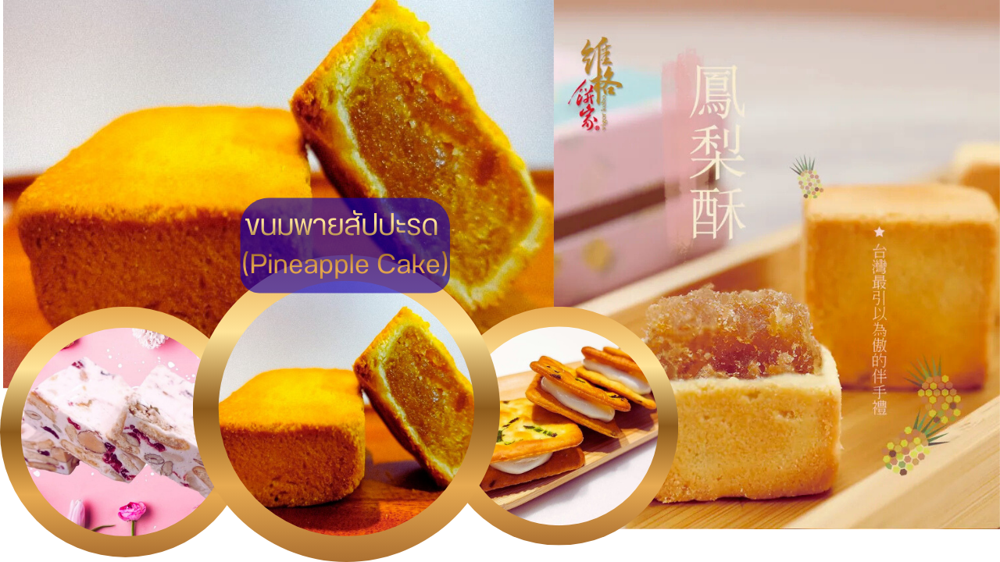 維格
餅家
鳳梨酥
台灣最引以為傲的伴手禮
ขนมพายสัปปะรด
(Pineapple Cake)